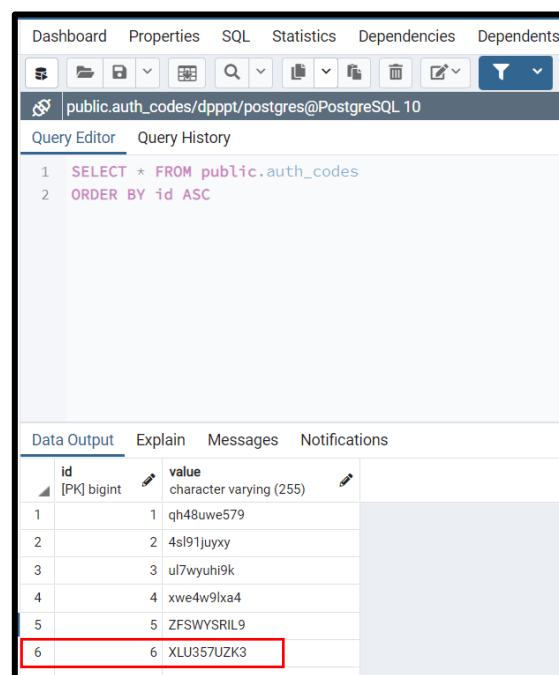 Dashboard Properties SQL Statistics Dependencies Dependents
public.auth_codes/dppt/postgres@PostgreSQL 10
Query Editor Query History
1 SELECT * FROM public.auth_codes
2 ORDER BY id ASC
Data Output Explain Messages Notifications
id value
[PK] bigint character varying (255)
1 1 qh48uwe579
2 2 4sl91juyxy
3 3 ul7wyuhi9k
4 4 xwe4w9lxa4
5 5 ZFSWYSRIL9
6 6 XLU357UZK3